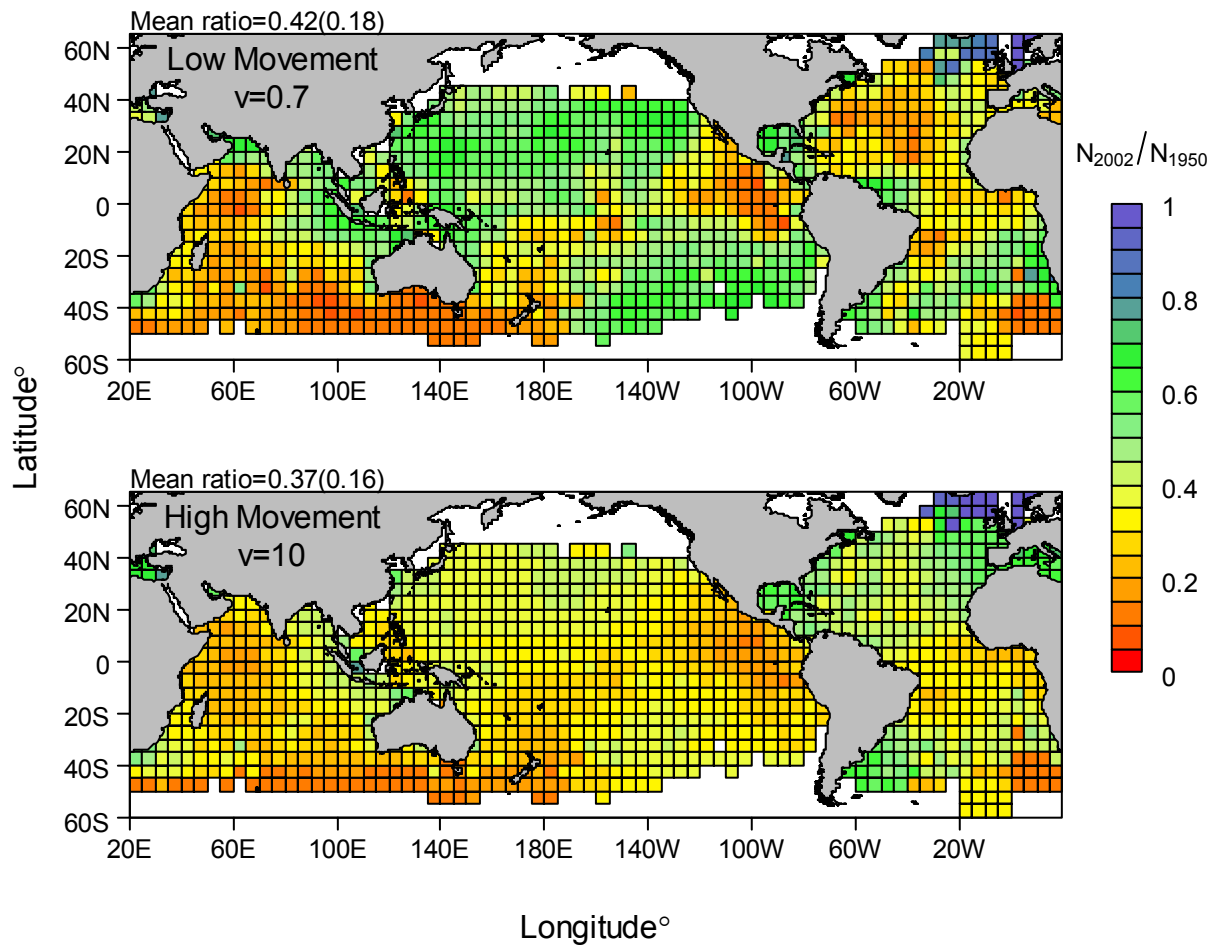 Mean ratio=0.42(0.18)
Low Movement
v=0.7
60N
40N
20N
0
20S
40S
60S
20E 60E 100E 140E 180E 140W 100W 60W 20W
Mean ratio=0.37(0.16)
High Movement
v=10
60N
40N
20N
0
20S
40S
60S
20E 60E 100E 140E 180E 140W 100W 60W 20W
Latitude°
Longitude°
N2002/N1950
1
0.8
0.6
0.4
0.2
0